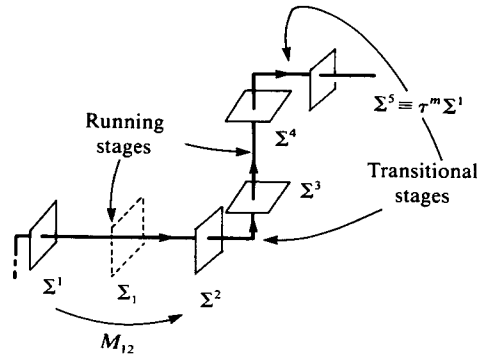 Σ⁵ ≡ τᵐΣ¹
Running
stages
Σ⁴
Transitional
stages
Σ³
Σ¹
Σ₁
Σ²
M₁₂